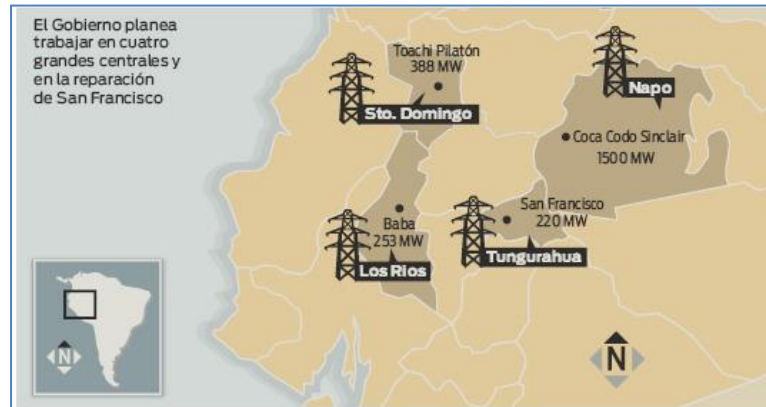 El Gobierno planea
trabajar en cuatro
grandes centrales y
en la reparación
de San Francisco
Toachi Pilatón
388 MW
Sto. Domingo
Napo
Coca Codo Sinclair
1500 MW
Baba
253 MW
Los Rios
San Francisco
220 MW
Tungurahua
N
N